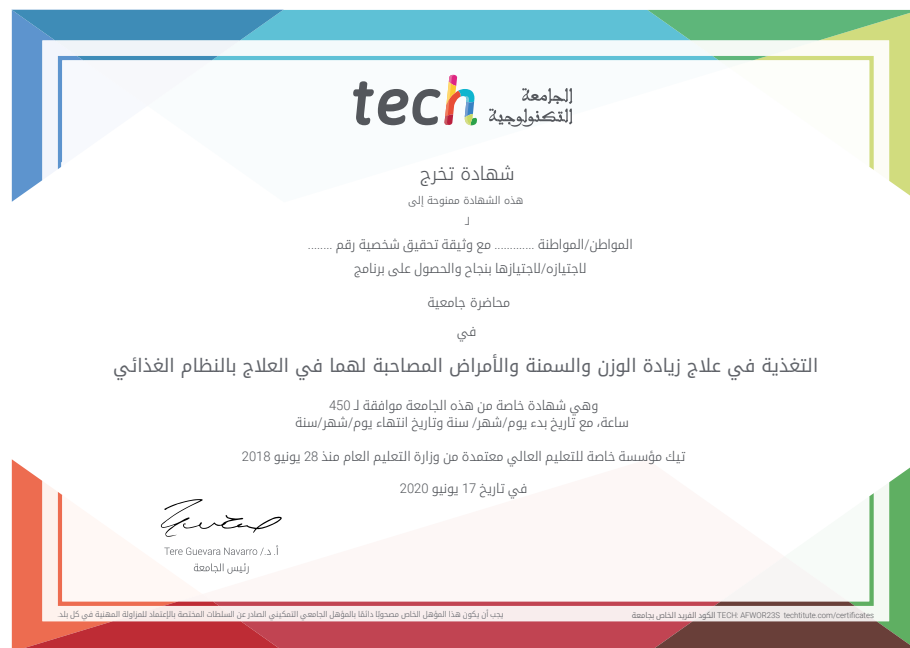 tech الجامعة
التكنولوجية
شهادة تخرج
هذه الشهادة ممنوحة إلى
لـ
المواطن/المواطنة ............ مع وثيقة تحقيق شخصية رقم ........
لاجتيازه/لاجتيازها بنجاح والحصول على برنامج
محاضرة جامعية
في
التغذية في علاج زيادة الوزن والسمنة والأمراض المصاحبة لهما في العلاج بالنظام الغذائي
وهي شهادة خاصة من هذه الجامعة موافقة لـ 450
ساعة، مع تاريخ بدء يوم/شهر/ سنة وتاريخ انتهاء يوم/شهر/سنة
تيك مؤسسة خاصة للتعليم العالي معتمدة من وزارة التعليم العام منذ 28 يونيو 2018
في تاريخ 17 يونيو 2020
أ.د./ Tere Guevara Navarro
رئيس الجامعة
يجب أن يكون هذا المؤهل الخاص مصحوبًا دائمًا بالمؤهل الجامعي التمكيني الصادر عن السلطات المختصة بالإعتماد للمزاولة المهنية في كل بلد.
الكود الفريد الخاص بجامعة TECH: AFWOR23S techtitute.com/certificates